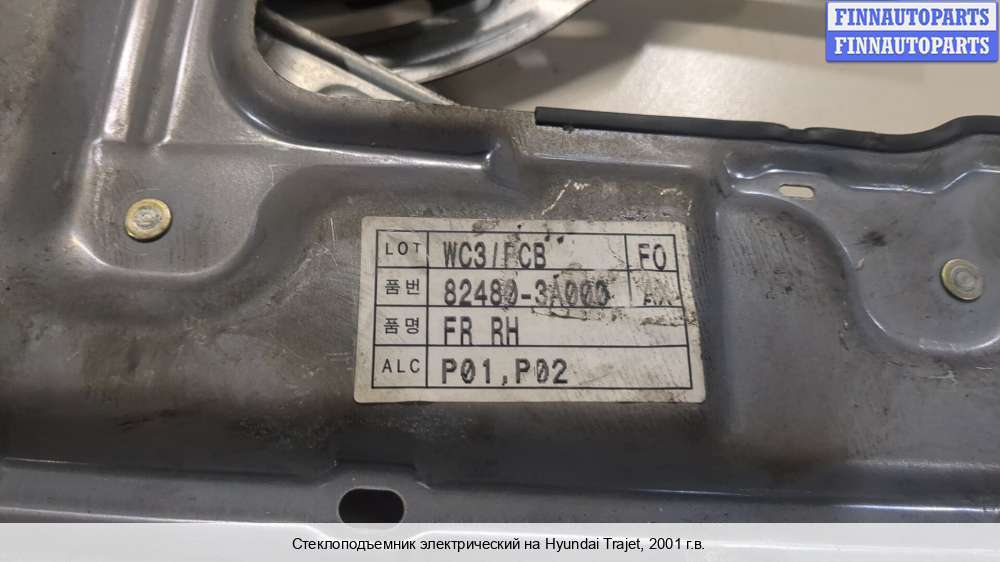 FINNAUTOPARTS
FINNAUTOPARTS
LOT WC3/ FO
품번 82480-3A000
품명 FR RH
ALC P01,P02
Стеклоподъемник электрический на Hyundai Trajet, 2001 г.в.